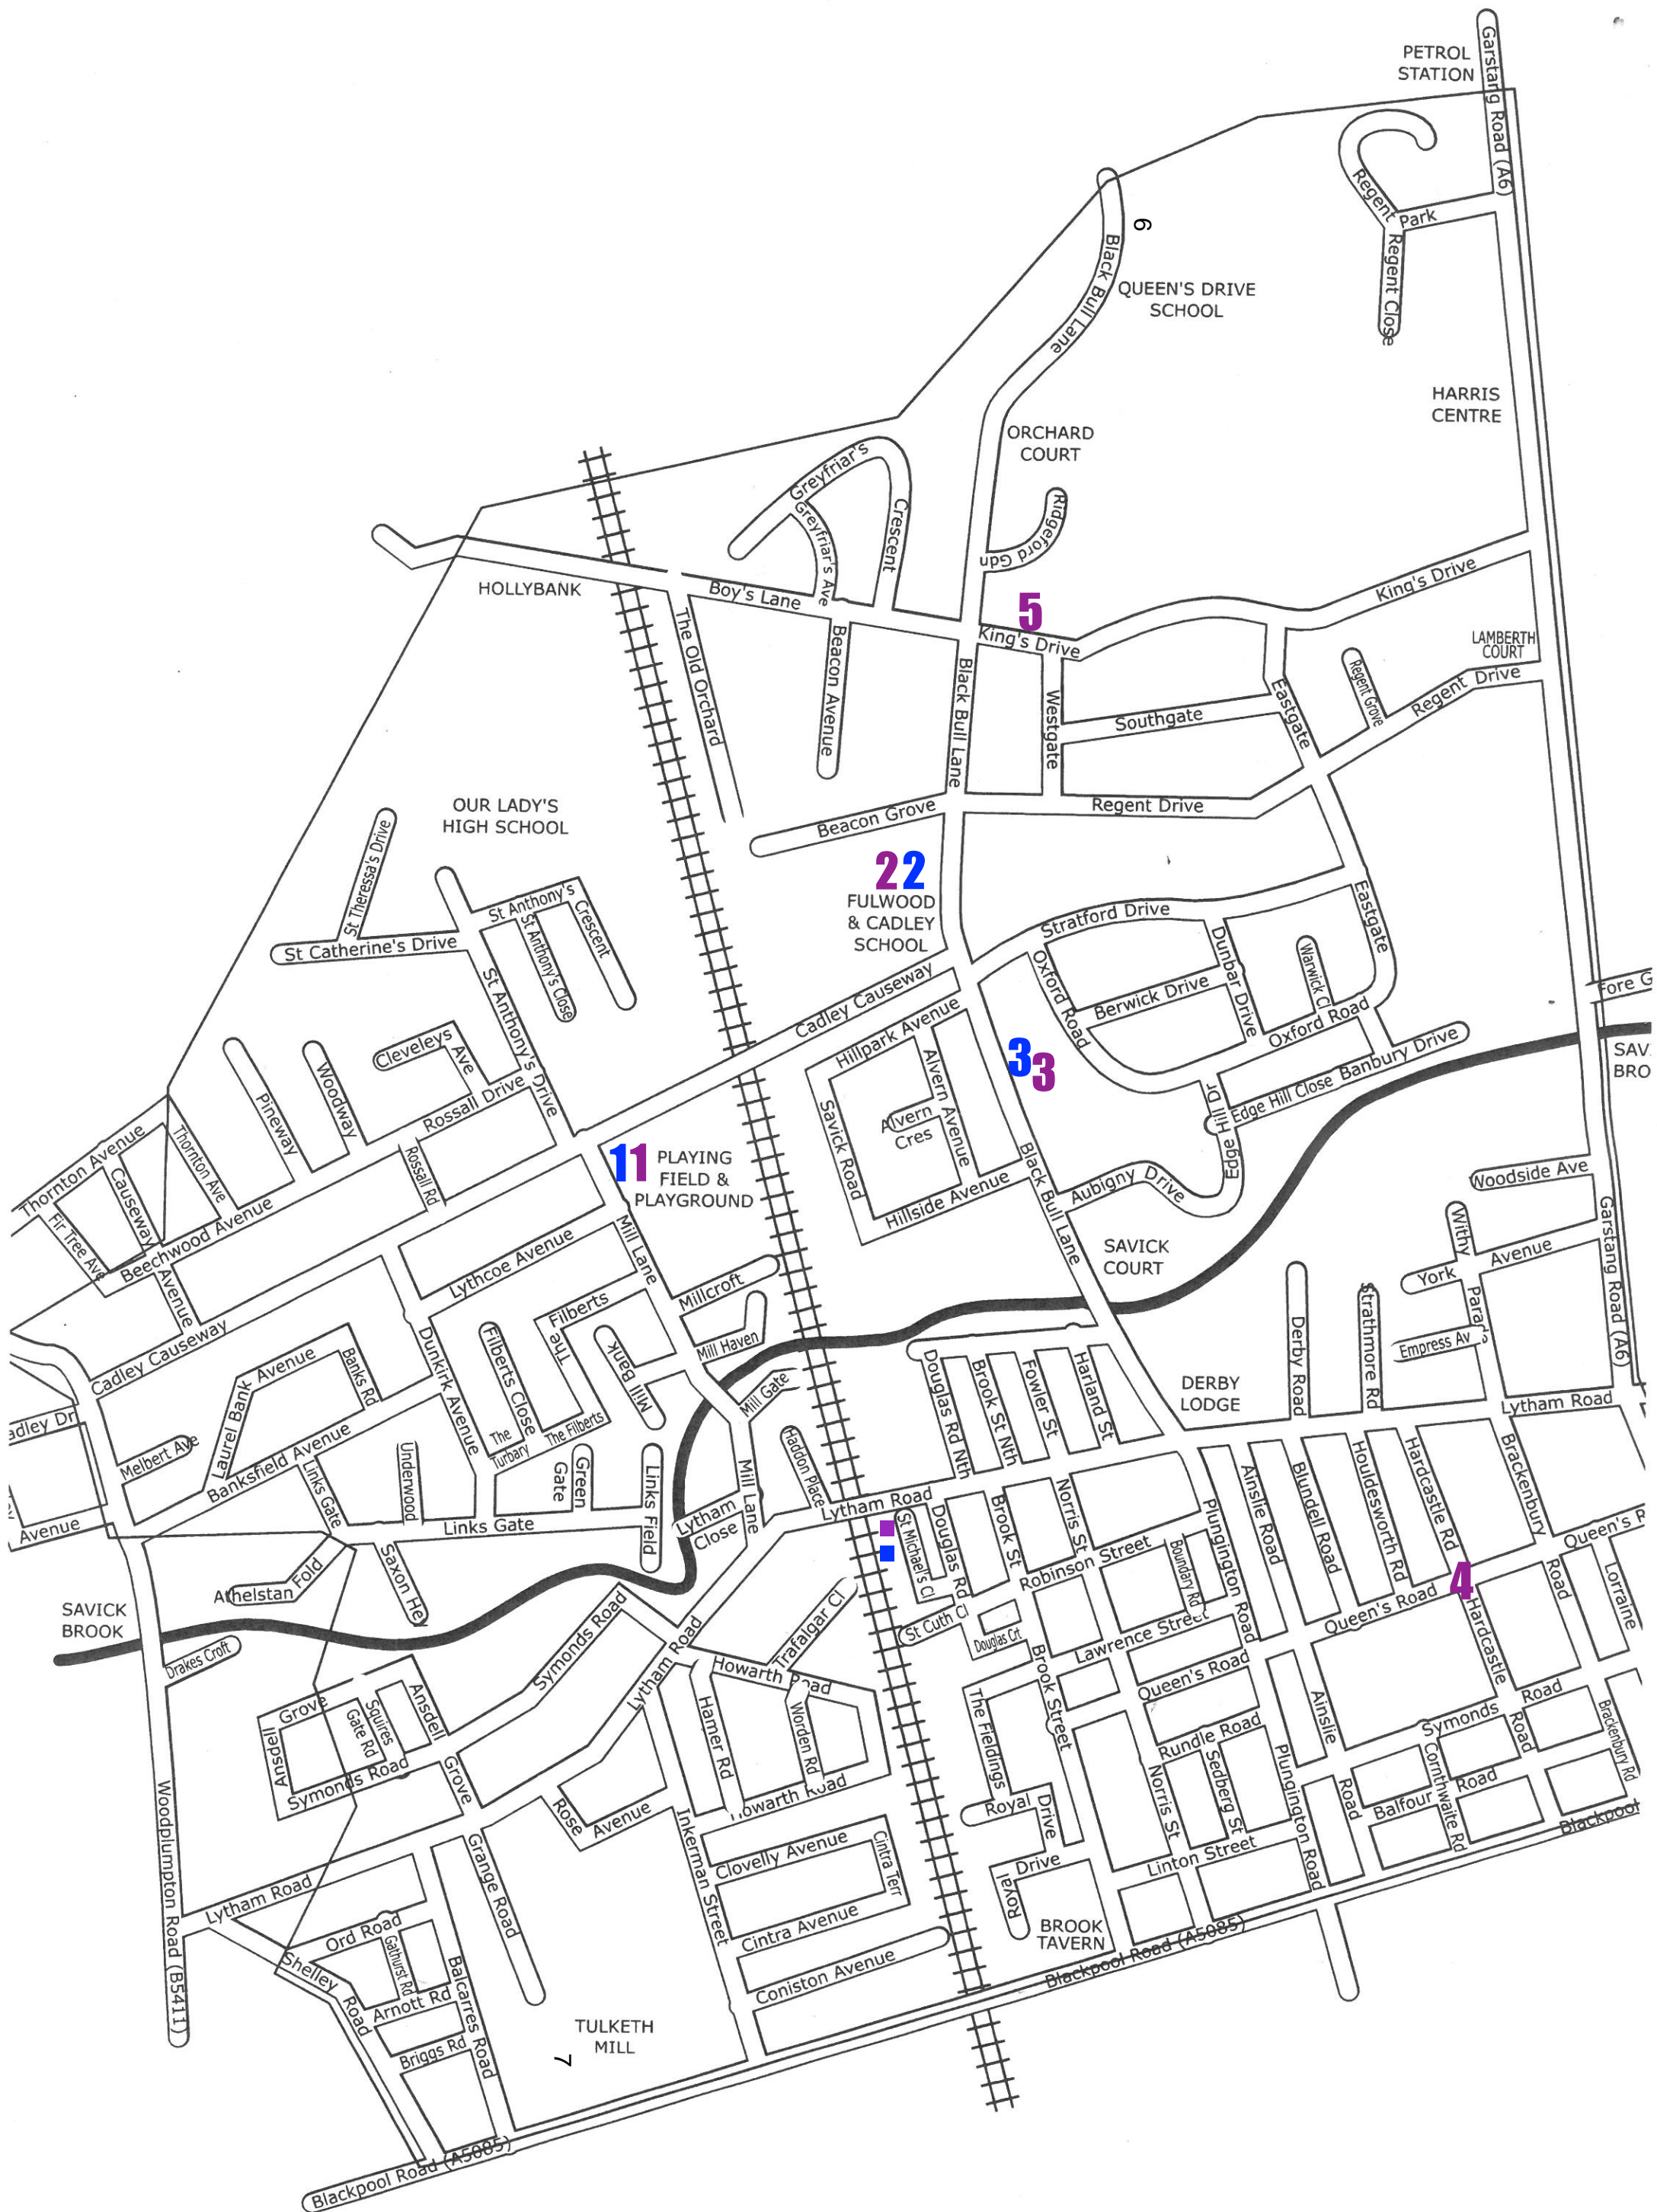 Garstang Road (A6)
PETROL
STATION
Regent
Park
Regent Close
6
Black Bull Lane
QUEEN'S DRIVE
SCHOOL
HARRIS
CENTRE
ORCHARD
COURT
Greyfriar's
Crescent
Greyfriar's Ave
Ridgeford Gdn
HOLLYBANK
Boy's Lane
5
King's Drive
King's Drive
The Old Orchard
Beacon Avenue
Black Bull Lane
Westgate
Southgate
Eastgate
Regent Grove
LAMBERTH
COURT
Regent Drive
Regent Drive
Beacon Grove
OUR LADY'S
HIGH SCHOOL
2 2
FULWOOD
& CADLEY
SCHOOL
St Theressa's Drive
St Catherine's Drive
St Anthony's
Crescent
St Anthony's Close
St Anthony's Drive
Stratford Drive
Eastgate
Oxford Road
Berwick Drive
Dunbar Drive
Warwick Cl
Oxford Road
Banbury Drive
Edge Hill Close
Edge Hill Dr
Fore G
SAV
BRO
Cadley Causeway
Hillpark Avenue
Alvern Avenue
Alvern
Cres
Savick Road
Hillside Avenue
3 3
Black Bull Lane
Aubigny Drive
Cleveleys
Ave
Rossall Drive
Rossall Rd
Woodway
Pineway
Thornton Avenue
Thornton Ave
Causeway
Fir Tree Ave
Beechwood Avenue
Avenue
1 1
PLAYING
FIELD &
PLAYGROUND
Mill Lane
Lythcoe Avenue
Millcroft
Mill Haven
SAVICK
COURT
Woodside Ave
Withy
York
Avenue
Parade
Empress Av
Garstang Road (A6)
Derby Road
Strathmore Rd
Cadley Causeway
Laurel Bank Avenue
Banks Rd
Dunkirk Avenue
Filberts Close
The
Filberts
Mill Bank
Mill Gate
The
Turbary
The Filberts
Melbert Ave
Banksfield Avenue
adley Dr
Avenue
Links Gate
Underwood
Green
Gate
Links Field
Links Gate
Lytham
Close
Mill Lane
Haddon Place
Lytham Road
Douglas Rd Nth
Brook St Nth
Fowler St
Harland St
DERBY
LODGE
Lytham Road
St Michael's Cl
Douglas Rd
Brook St
Norris St
Robinson Street
Boundary Rd
Plungington Road
Ainslie Road
Blundell Road
Houldesworth Rd
Hardcastle Rd
Brackenbury
Road
Queen's R
Lorraine
4
Queen's Road
Hardcastle
Road
Athelstan
Fold
Saxon He
SAVICK
BROOK
Drakes Croft
St Cuth Cl
Douglas Crt
Lawrence Street
Queen's Road
Brook Street
Symonds Road
Lytham Road
Trafalgar Cl
Howarth Road
Hamer Rd
Worden Rd
Howarth Road
The Fieldings
Rundle Road
Sedberg St
Norris St
Plungington Road
Ainslie
Road
Symonds
Road
Cornthwaite Rd
Balfour
Road
Brackenbury Rd
Blackpool
Grove
Ansdell
Squires
Gate Rd
Ansdell
Grove
Symonds Road
Rose
Avenue
Inkerman Street
Clovelly Avenue
Cintra Terr
Cintra Avenue
Coniston Avenue
Royal
Drive
Drive
Royal
Linton Street
BROOK
TAVERN
Blackpool Road (A5085)
Woodplumpton Road (B5411)
Lytham Road
Grange Road
Ord Road
Gathurst Rd
Shelley
Road
Arnott Rd
Briggs Rd
Balcarres Road
TULKETH
MILL
7
Blackpool Road (A5085)